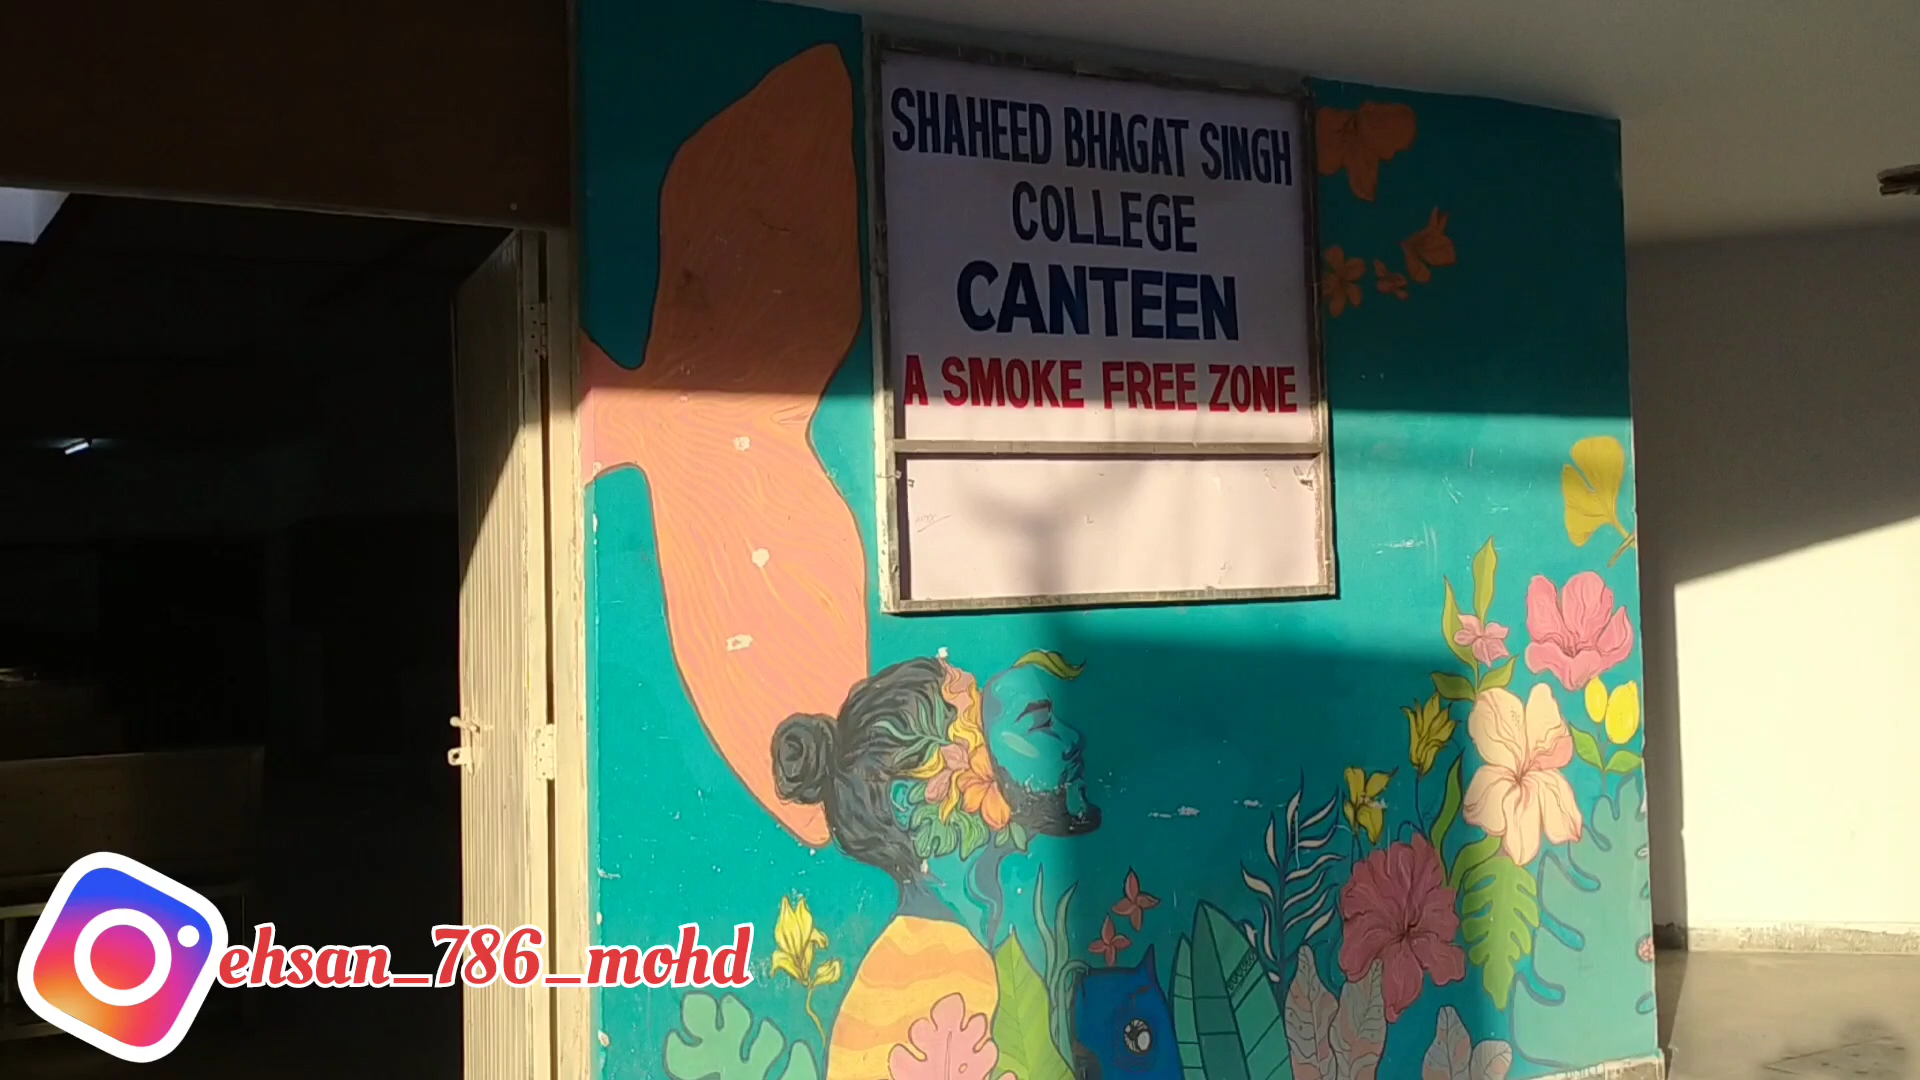 SHAHEED BHAGAT SINGH
COLLEGE
CANTEEN
A SMOKE FREE ZONE
ehsan_786_mohd